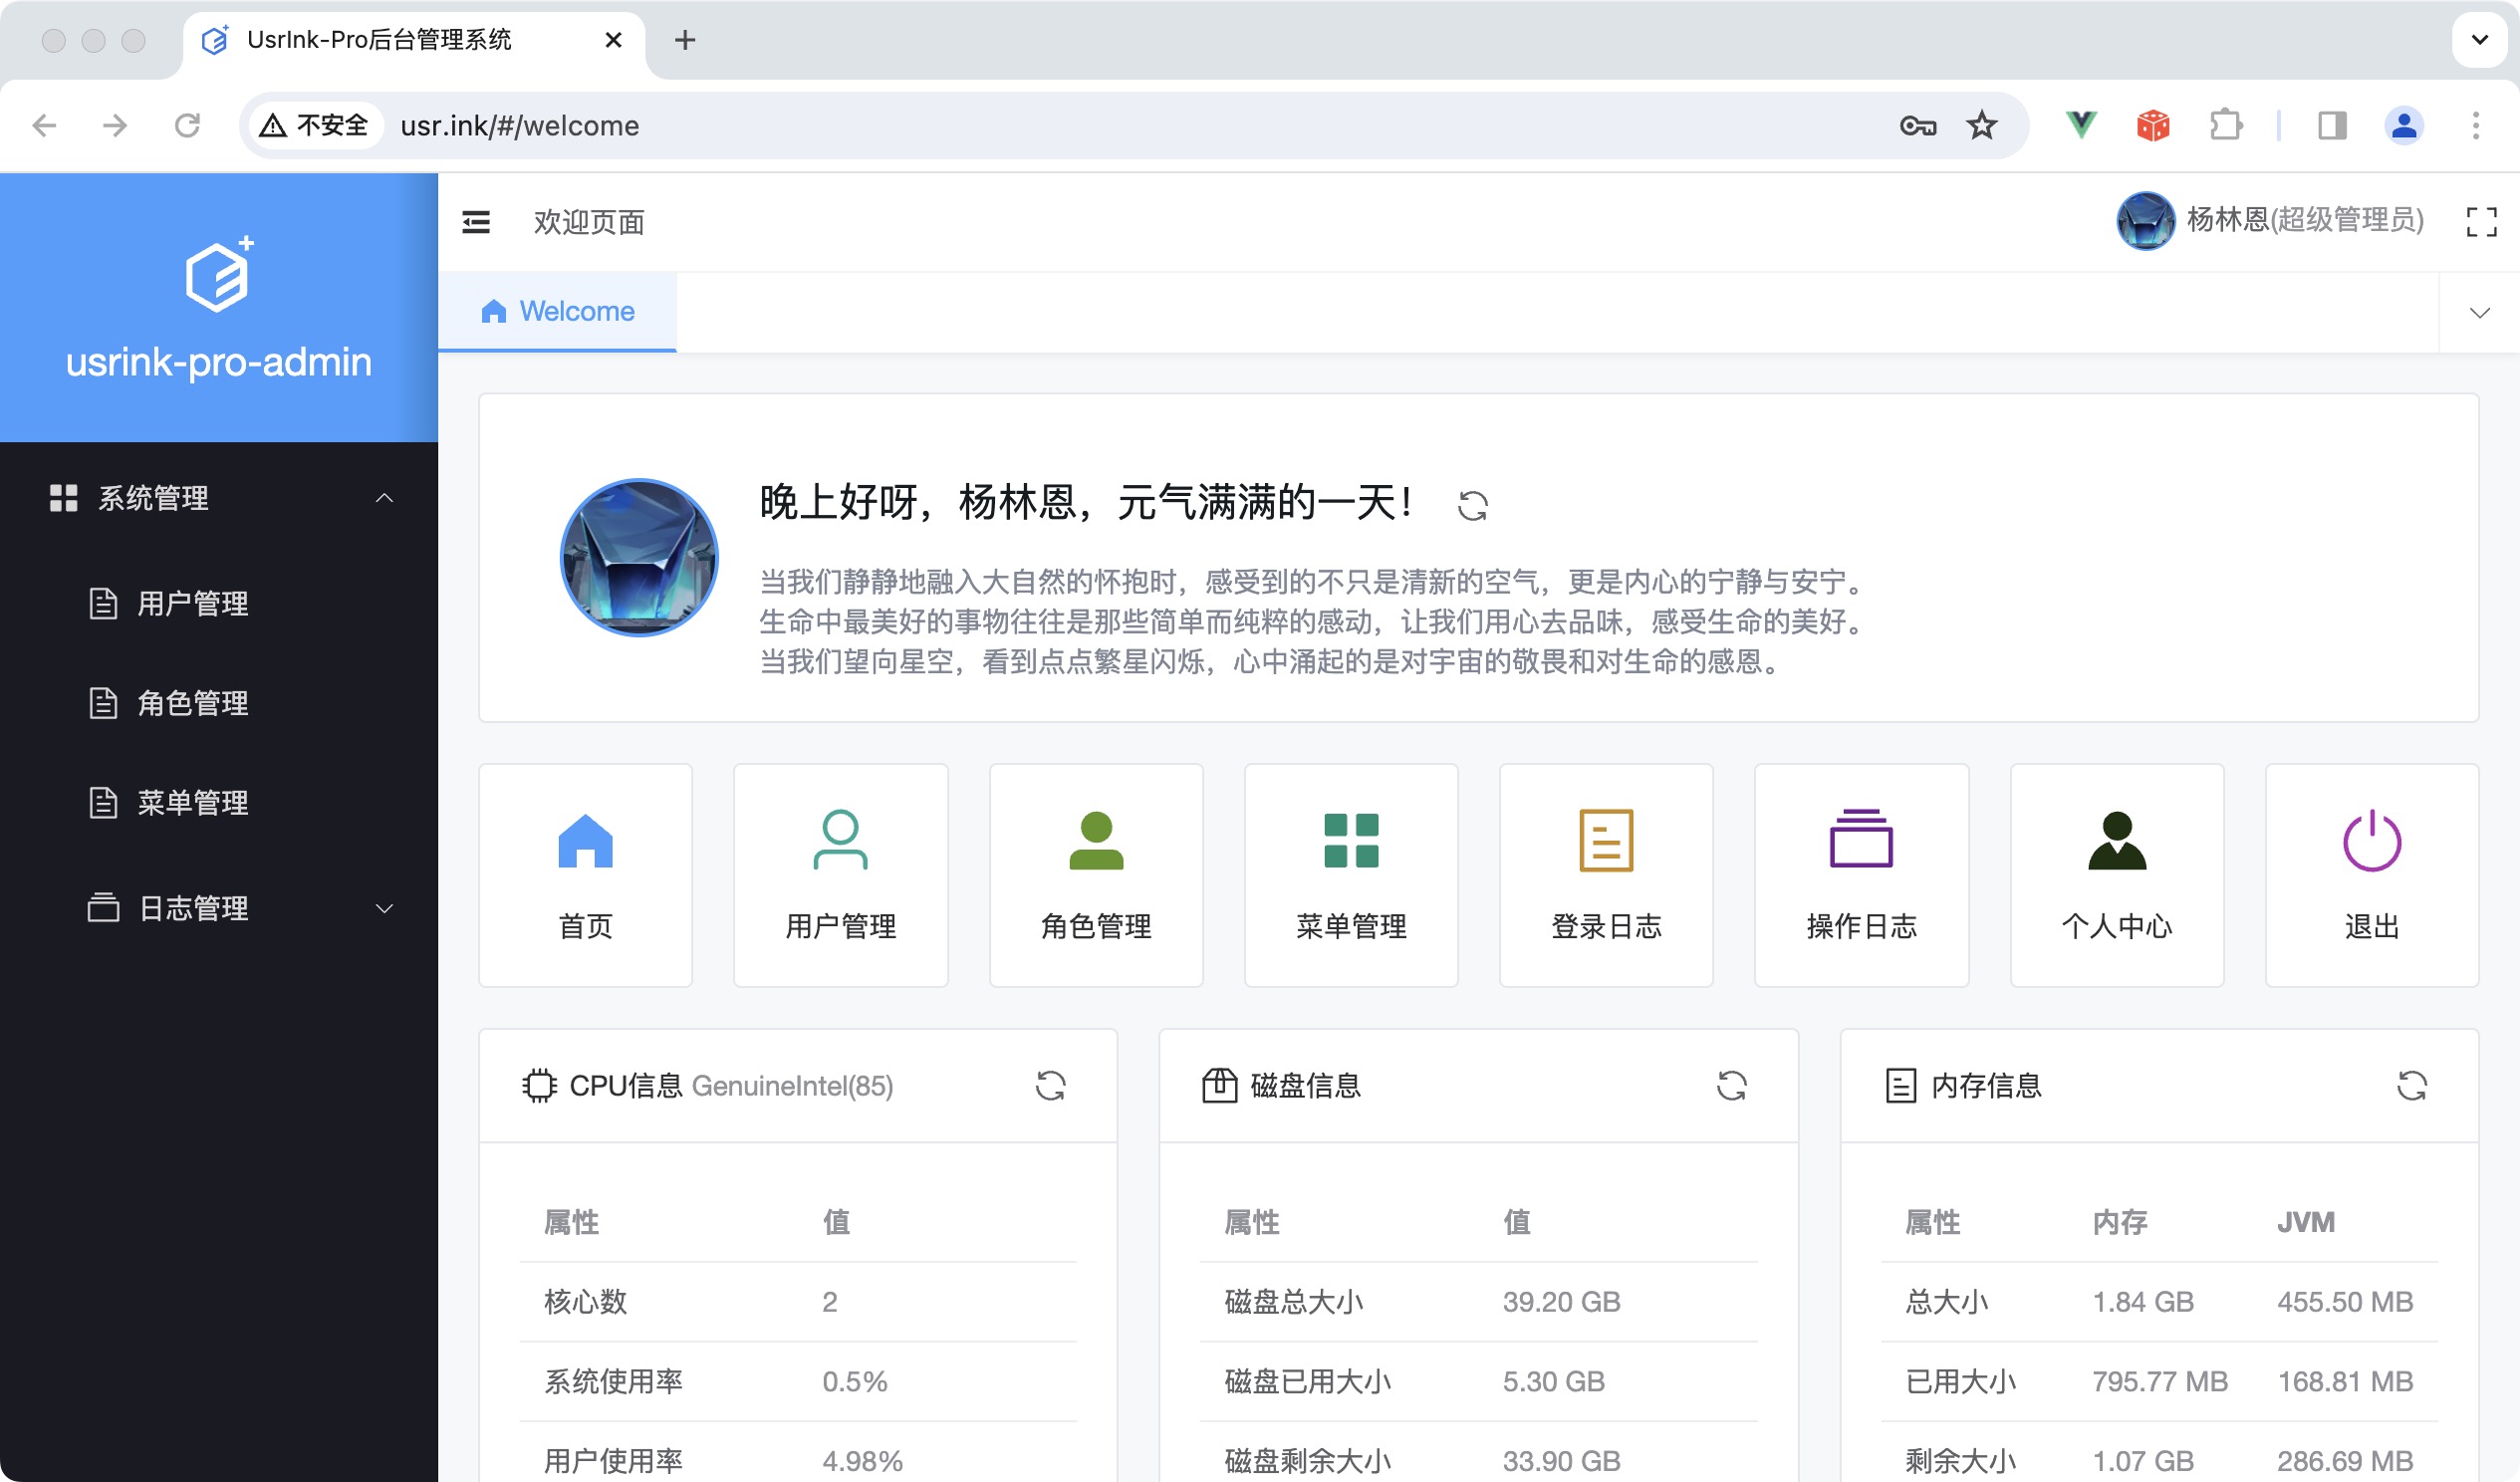 UsrInk-Pro后台管理系统
不安全 usr.ink/#/welcome
usrink-pro-admin
系统管理
用户管理
角色管理
菜单管理
日志管理
欢迎页面
杨林恩(超级管理员)
Welcome
晚上好呀，杨林恩，元气满满的一天！
当我们静静地融入大自然的怀抱时，感受到的不只是清新的空气，更是内心的宁静与安宁。
生命中最美好的事物往往是那些简单而纯粹的感动，让我们用心去品味，感受生命的美好。
当我们望向星空，看到点点繁星闪烁，心中涌起的是对宇宙的敬畏和对生命的感恩。
首页 用户管理 角色管理 菜单管理 登录日志 操作日志 个人中心 退出
CPU信息 GenuineIntel(85)
属性 值
核心数 2
系统使用率 0.5%
用户使用率 4.98%
磁盘信息
属性 值
磁盘总大小 39.20 GB
磁盘已用大小 5.30 GB
磁盘剩余大小 33.90 GB
内存信息
属性 内存 JVM
总大小 1.84 GB 455.50 MB
已用大小 795.77 MB 168.81 MB
剩余大小 1.07 GB 286.69 MB